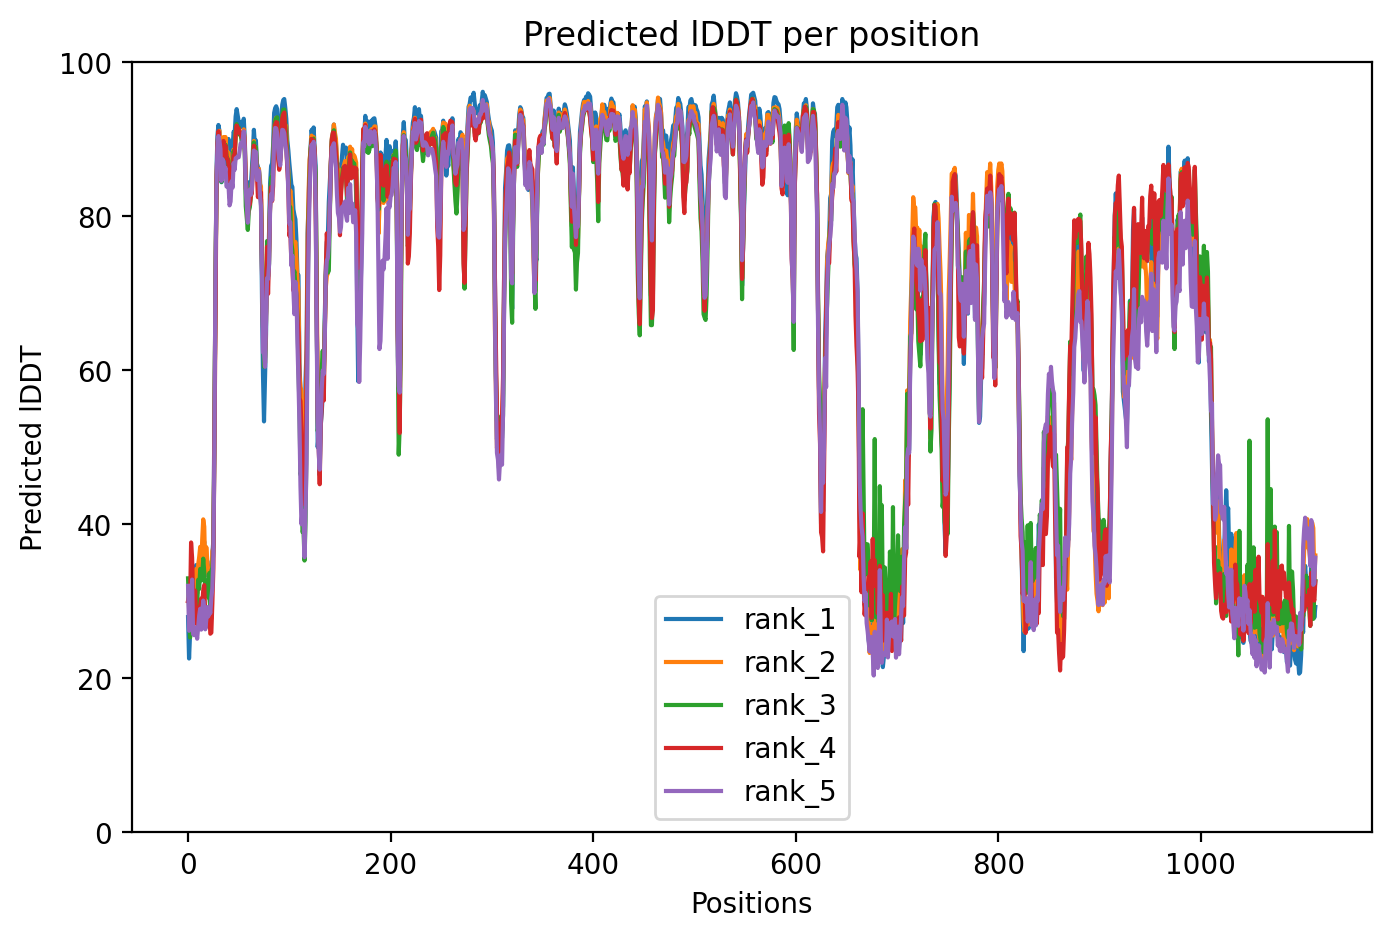 Predicted lDDT per position
100
80
60
40
20
0
Predicted lDDT
0 200 400 600 800 1000
Positions
rank_1
rank_2
rank_3
rank_4
rank_5